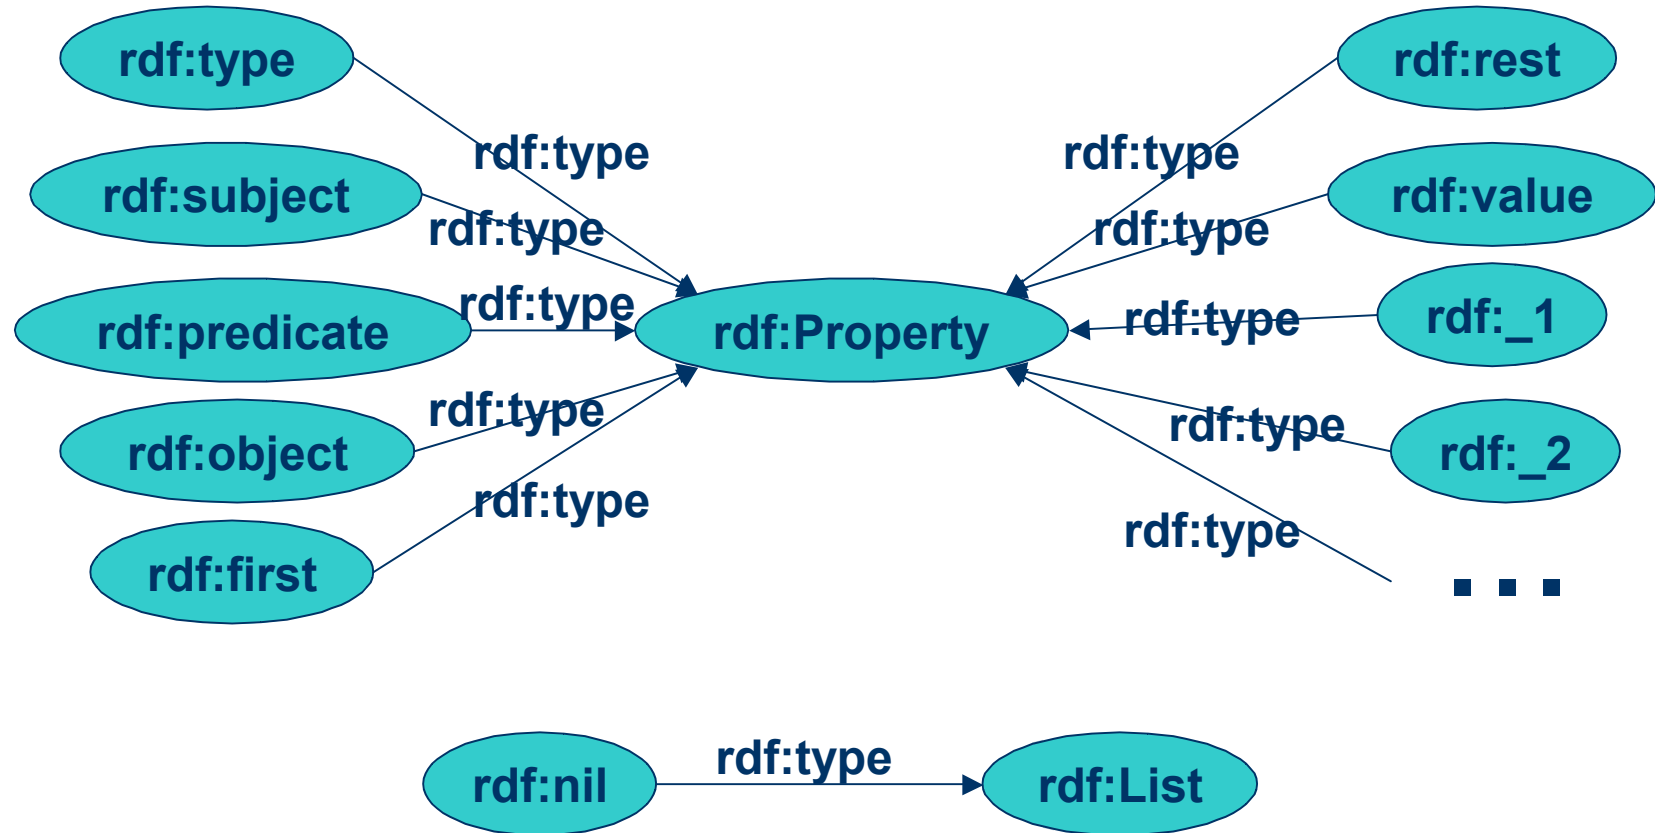 rdf:type
rdf:rest
rdf:type
rdf:type
rdf:subject
rdf:value
rdf:type
rdf:type
rdf:predicate
rdf:type
rdf:Property
rdf:type
rdf:_1
rdf:object
rdf:type
rdf:type
rdf:_2
rdf:first
rdf:type
rdf:type
...
rdf:nil
rdf:type
rdf:List